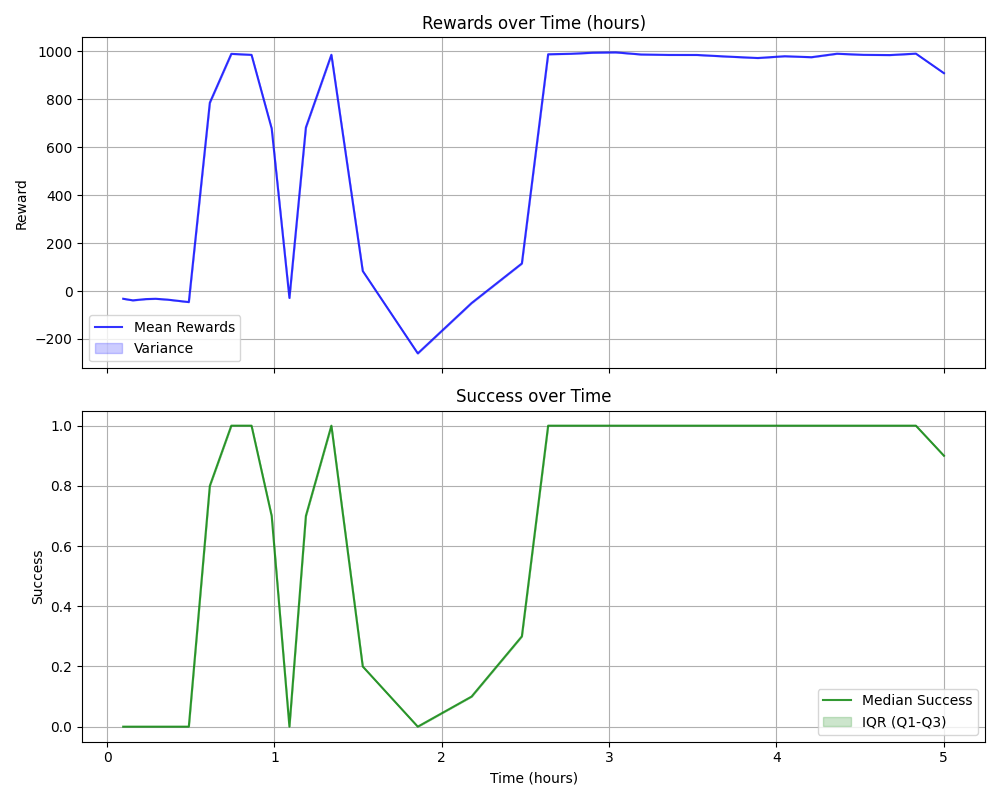 Rewards over Time (hours)
1000
800
600
400
200
0
−200
Reward
Mean Rewards
Variance
Success over Time
1.0
0.8
0.6
0.4
0.2
0.0
Success
Median Success
IQR (Q1-Q3)
0 1 2 3 4 5
Time (hours)